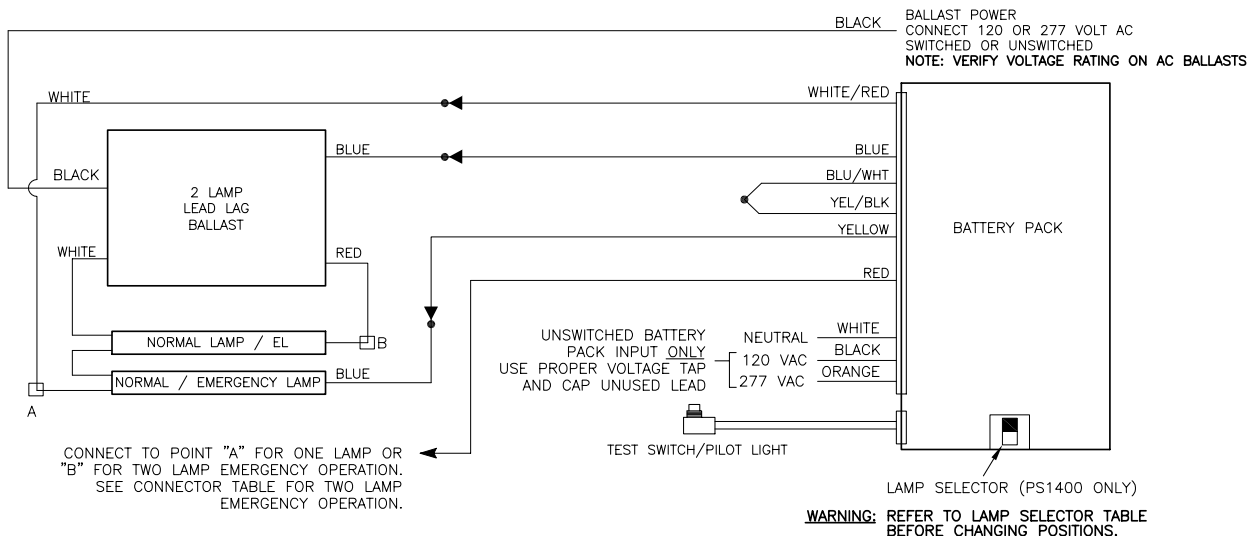 BLACK
BALLAST POWER
CONNECT 120 OR 277 VOLT AC
SWITCHED OR UNSWITCHED
NOTE: VERIFY VOLTAGE RATING ON AC BALLASTS
WHITE
WHITE/RED
BLUE
BLUE
BLACK
BLU/WHT
2 LAMP
LEAD LAG
BALLAST
YEL/BLK
YELLOW
BATTERY PACK
WHITE
RED
RED
NORMAL LAMP / EL
B
UNSWITCHED BATTERY
PACK INPUT ONLY
USE PROPER VOLTAGE TAP
AND CAP UNUSED LEAD
NEUTRAL
WHITE
120 VAC
BLACK
277 VAC
ORANGE
NORMAL / EMERGENCY LAMP
BLUE
A
TEST SWITCH/PILOT LIGHT
CONNECT TO POINT "A" FOR ONE LAMP OR
"B" FOR TWO LAMP EMERGENCY OPERATION.
SEE CONNECTOR TABLE FOR TWO LAMP
EMERGENCY OPERATION.
LAMP SELECTOR (PS1400 ONLY)
WARNING: REFER TO LAMP SELECTOR TABLE
BEFORE CHANGING POSITIONS.